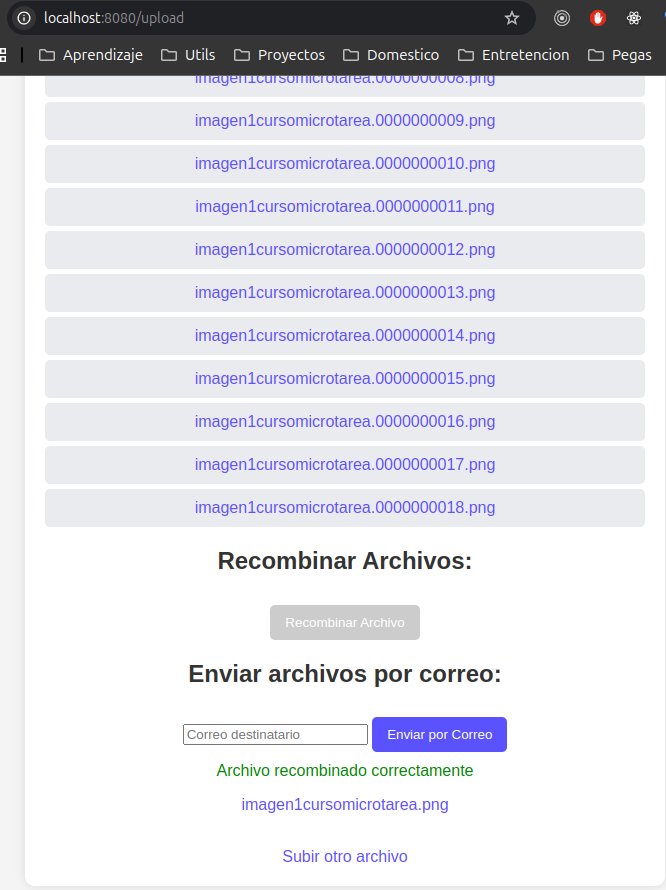 localhost:8080/upload
Aprendizaje Utils Proyectos Domestico Entretencion Pegas
imagen1cursomicrotarea.0000000008.png
imagen1cursomicrotarea.0000000009.png
imagen1cursomicrotarea.0000000010.png
imagen1cursomicrotarea.0000000011.png
imagen1cursomicrotarea.0000000012.png
imagen1cursomicrotarea.0000000013.png
imagen1cursomicrotarea.0000000014.png
imagen1cursomicrotarea.0000000015.png
imagen1cursomicrotarea.0000000016.png
imagen1cursomicrotarea.0000000017.png
imagen1cursomicrotarea.0000000018.png
Recombinar Archivos:
Recombinar Archivo
Enviar archivos por correo:
Correo destinatario Enviar por Correo
Archivo recombinado correctamente
imagen1cursomicrotarea.png
Subir otro archivo